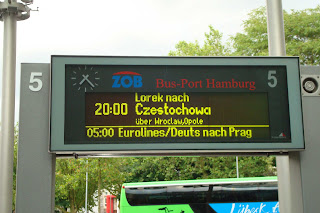 5
ZOB Bus-Port Hamburg 5
Lorek nach
20:00 Czestochowa
über Wroclaw,Opole
05:00 Eurolines/Deuts nach Prag